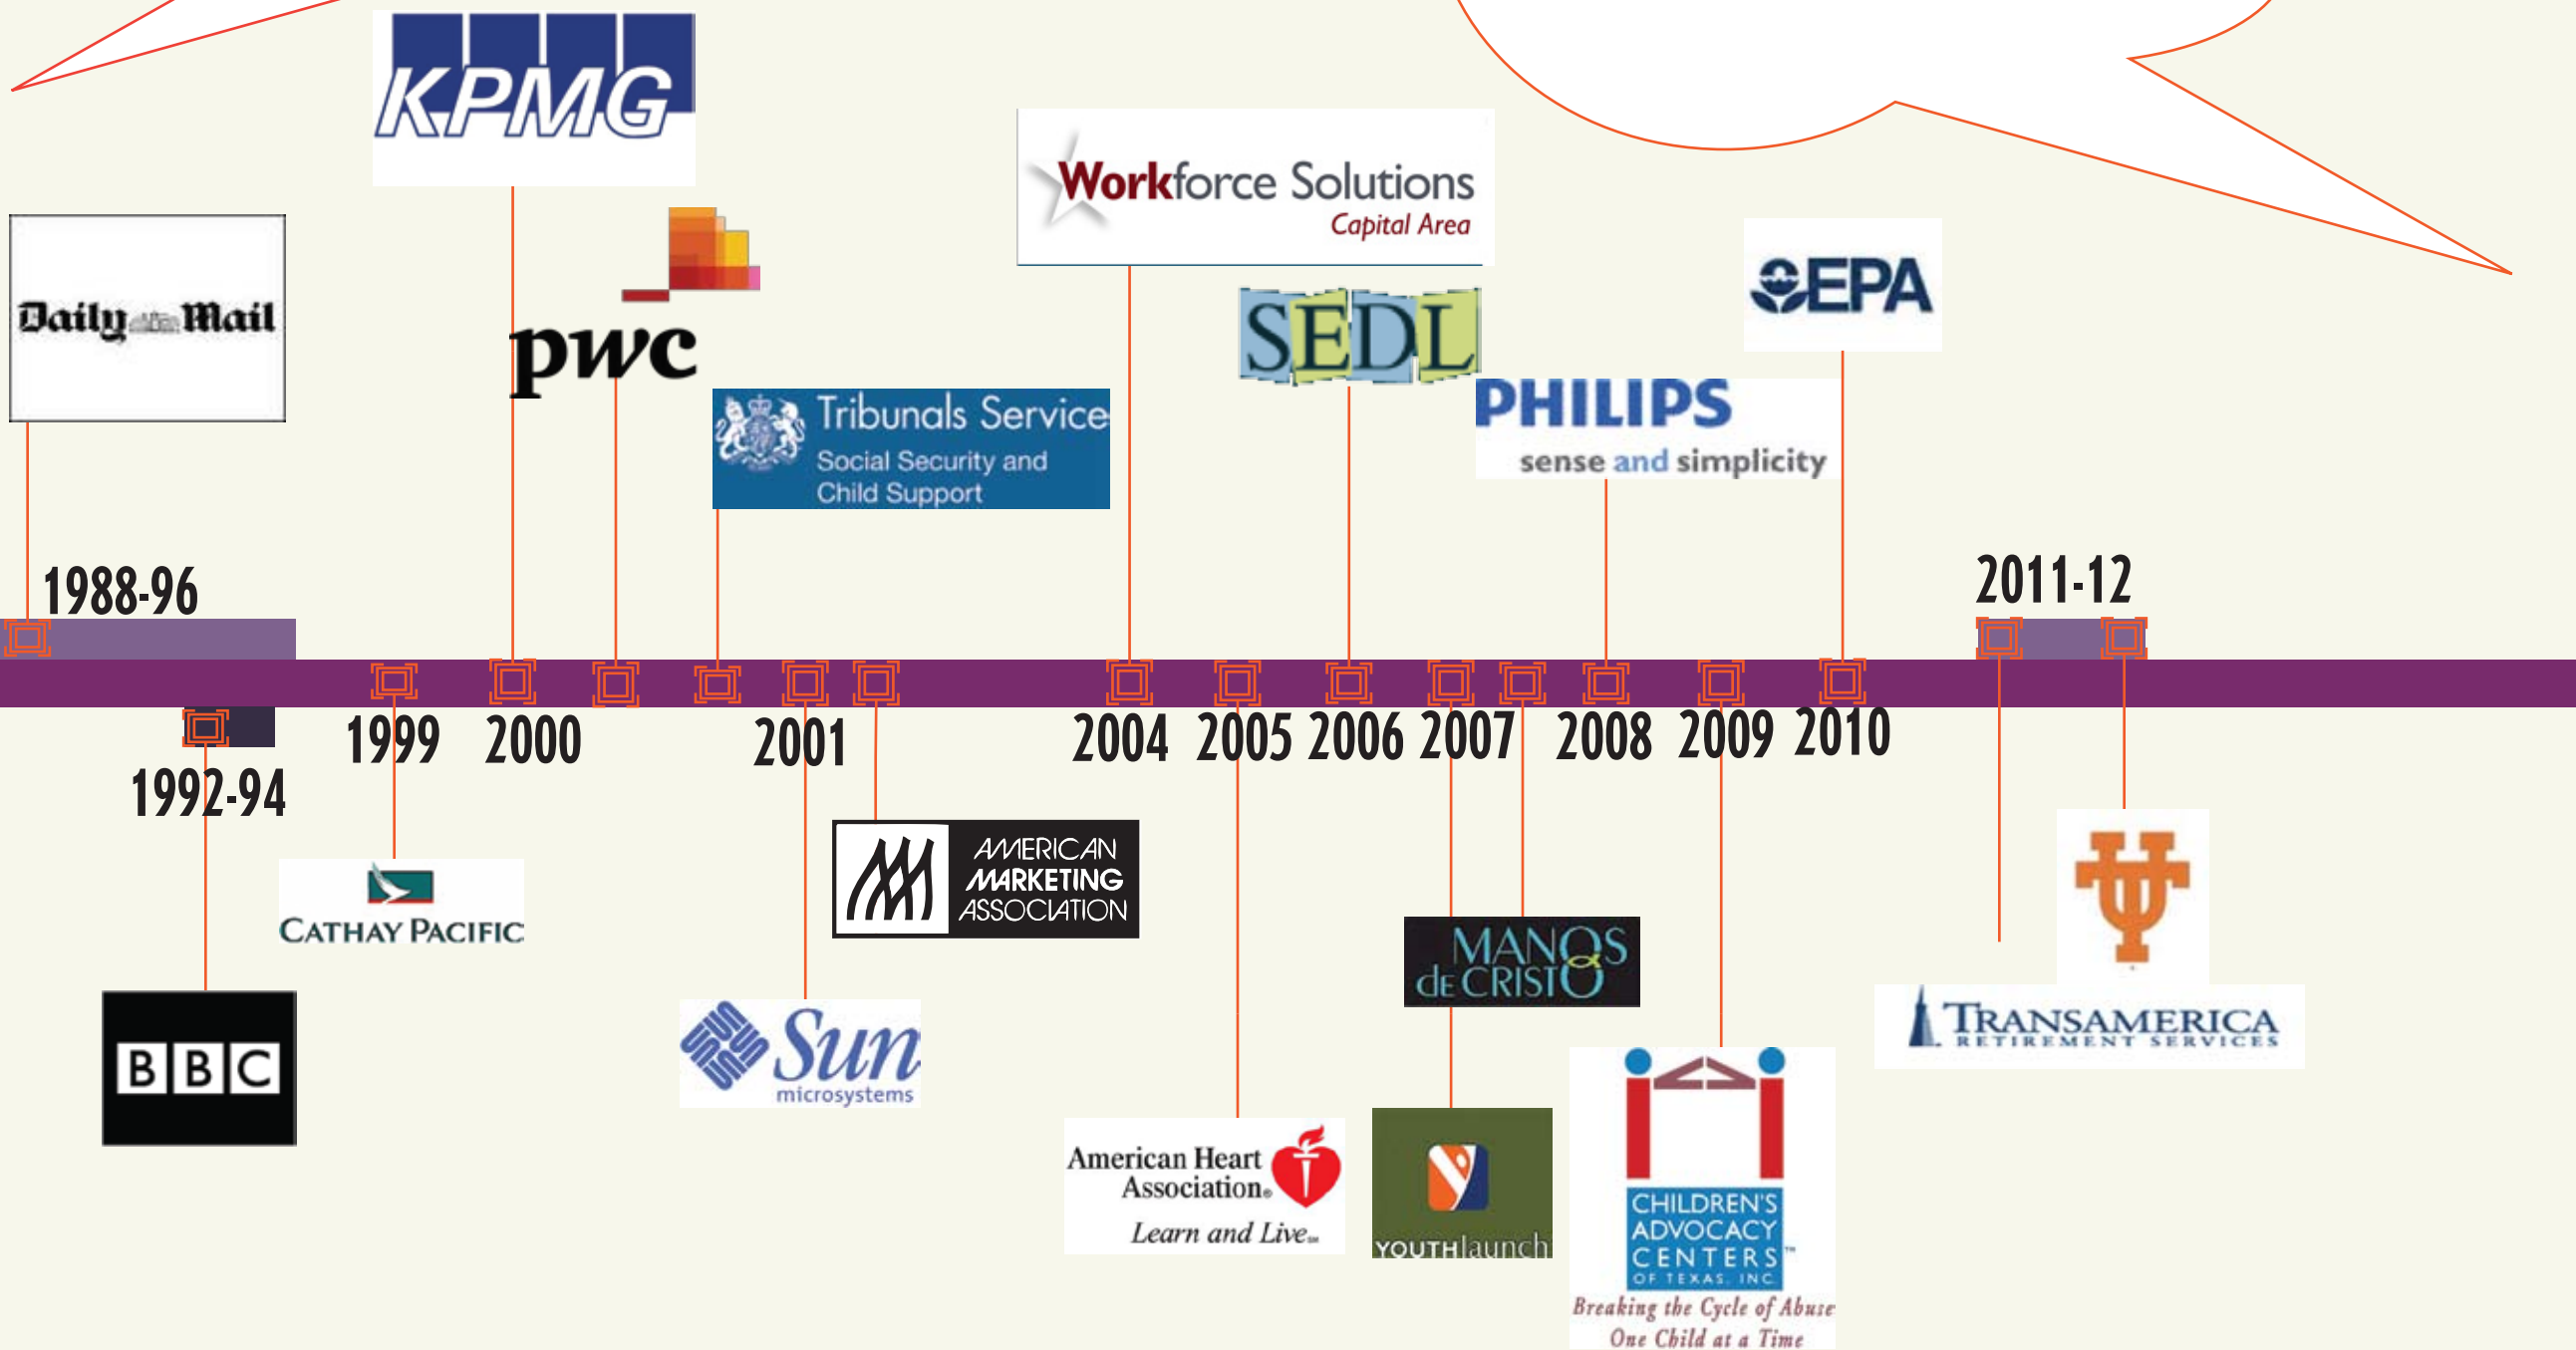 KPMG
Daily Mail
pwc
Workforce Solutions
Capital Area
SEDL
EPA
Tribunals Service
Social Security and
Child Support
PHILIPS
sense and simplicity
1988-96
2011-12
1999
2000
2001
2004
2005
2006
2007
2008
2009
2010
1992-94
CATHAY PACIFIC
AMERICAN
MARKETING
ASSOCIATION
BBC
Sun
microsystems
MANOS
de CRISTO
UT
TRANSAMERICA
RETIREMENT SERVICES
American Heart
Association®
Learn and Live℠
YOUTHlaunch
CHILDREN'S
ADVOCACY
CENTERS™
OF TEXAS, INC.
Breaking the Cycle of Abuse
One Child at a Time